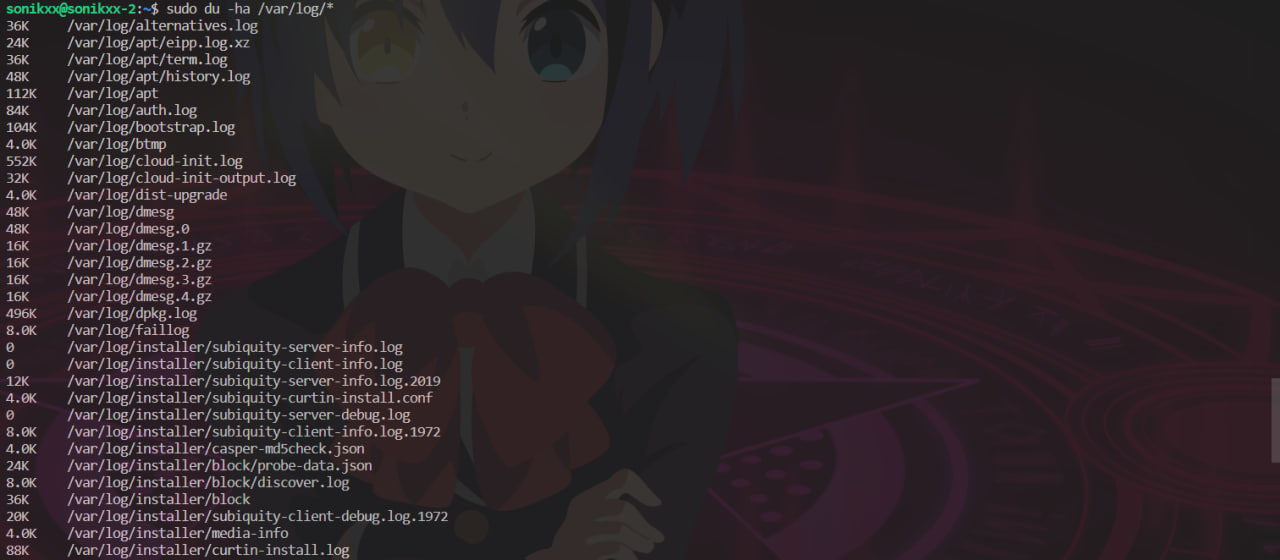 sonikxx@sonikxx-2:~$ sudo du -ha /var/log/*
36K /var/log/alternatives.log
24K /var/log/apt/eipp.log.xz
36K /var/log/apt/term.log
48K /var/log/apt/history.log
112K /var/log/apt
84K /var/log/auth.log
104K /var/log/bootstrap.log
4.0K /var/log/btmp
552K /var/log/cloud-init.log
32K /var/log/cloud-init-output.log
4.0K /var/log/dist-upgrade
48K /var/log/dmesg
48K /var/log/dmesg.0
16K /var/log/dmesg.1.gz
16K /var/log/dmesg.2.gz
16K /var/log/dmesg.3.gz
16K /var/log/dmesg.4.gz
496K /var/log/dpkg.log
8.0K /var/log/faillog
0 /var/log/installer/subiquity-server-info.log
0 /var/log/installer/subiquity-client-info.log
12K /var/log/installer/subiquity-server-info.log.2019
4.0K /var/log/installer/subiquity-curtin-install.conf
0 /var/log/installer/subiquity-server-debug.log
8.0K /var/log/installer/subiquity-client-info.log.1972
4.0K /var/log/installer/casper-md5check.json
24K /var/log/installer/block/probe-data.json
8.0K /var/log/installer/block/discover.log
36K /var/log/installer/block
20K /var/log/installer/subiquity-client-debug.log.1972
4.0K /var/log/installer/media-info
88K /var/log/installer/curtin-install.log